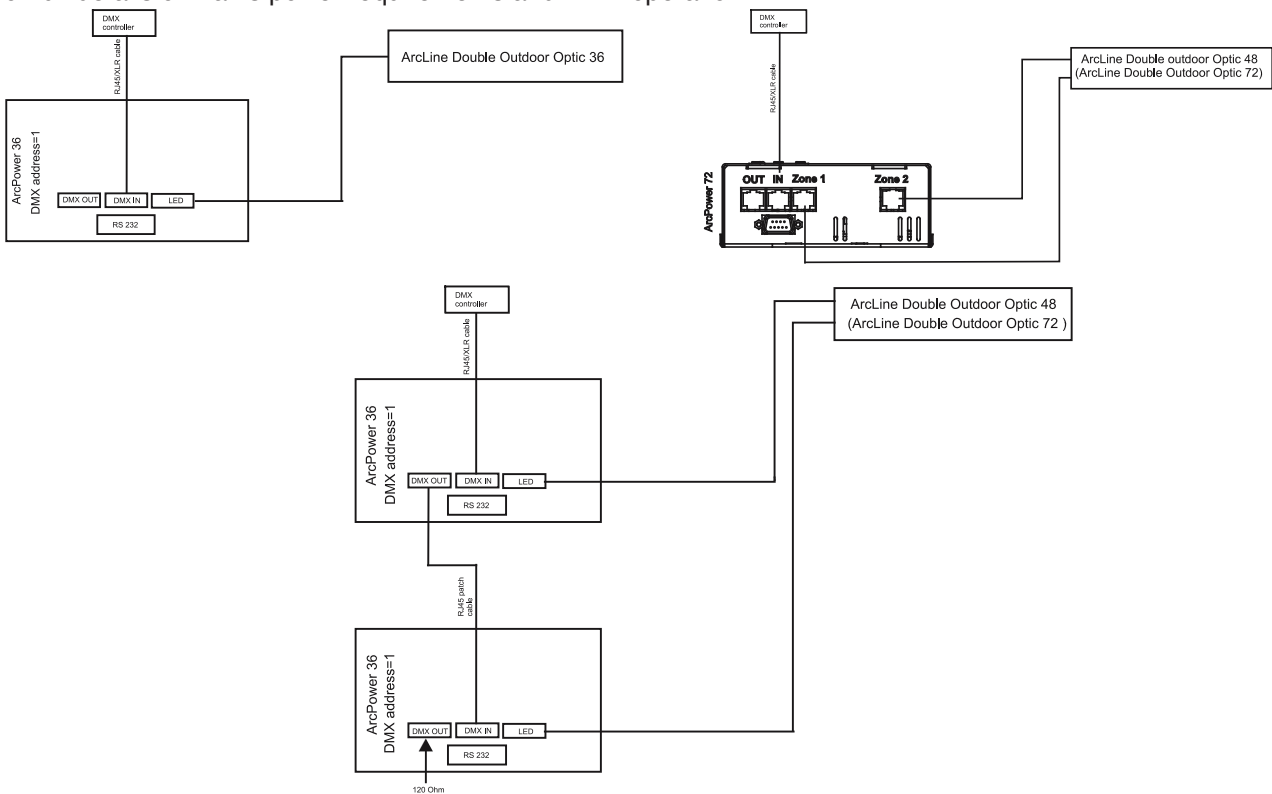 DMX
controller
RJ45/XLR cable
ArcLine Double Outdoor Optic 36
ArcPower 36
DMX address=1
DMX OUT
DMX IN
LED
RS 232
DMX
controller
RJ45/XLR cable
ArcLine Double outdoor Optic 48
(ArcLine Double Outdoor Optic 72)
ArcPower 72
OUT IN Zone 1
Zone 2
DMX
controller
RJ45/XLR cable
ArcLine Double Outdoor Optic 48
(ArcLine Double Outdoor Optic 72 )
ArcPower 36
DMX address=1
DMX OUT
DMX IN
LED
RS 232
RJ45 patch
cable
ArcPower 36
DMX address=1
DMX OUT
DMX IN
LED
RS 232
120 Ohm